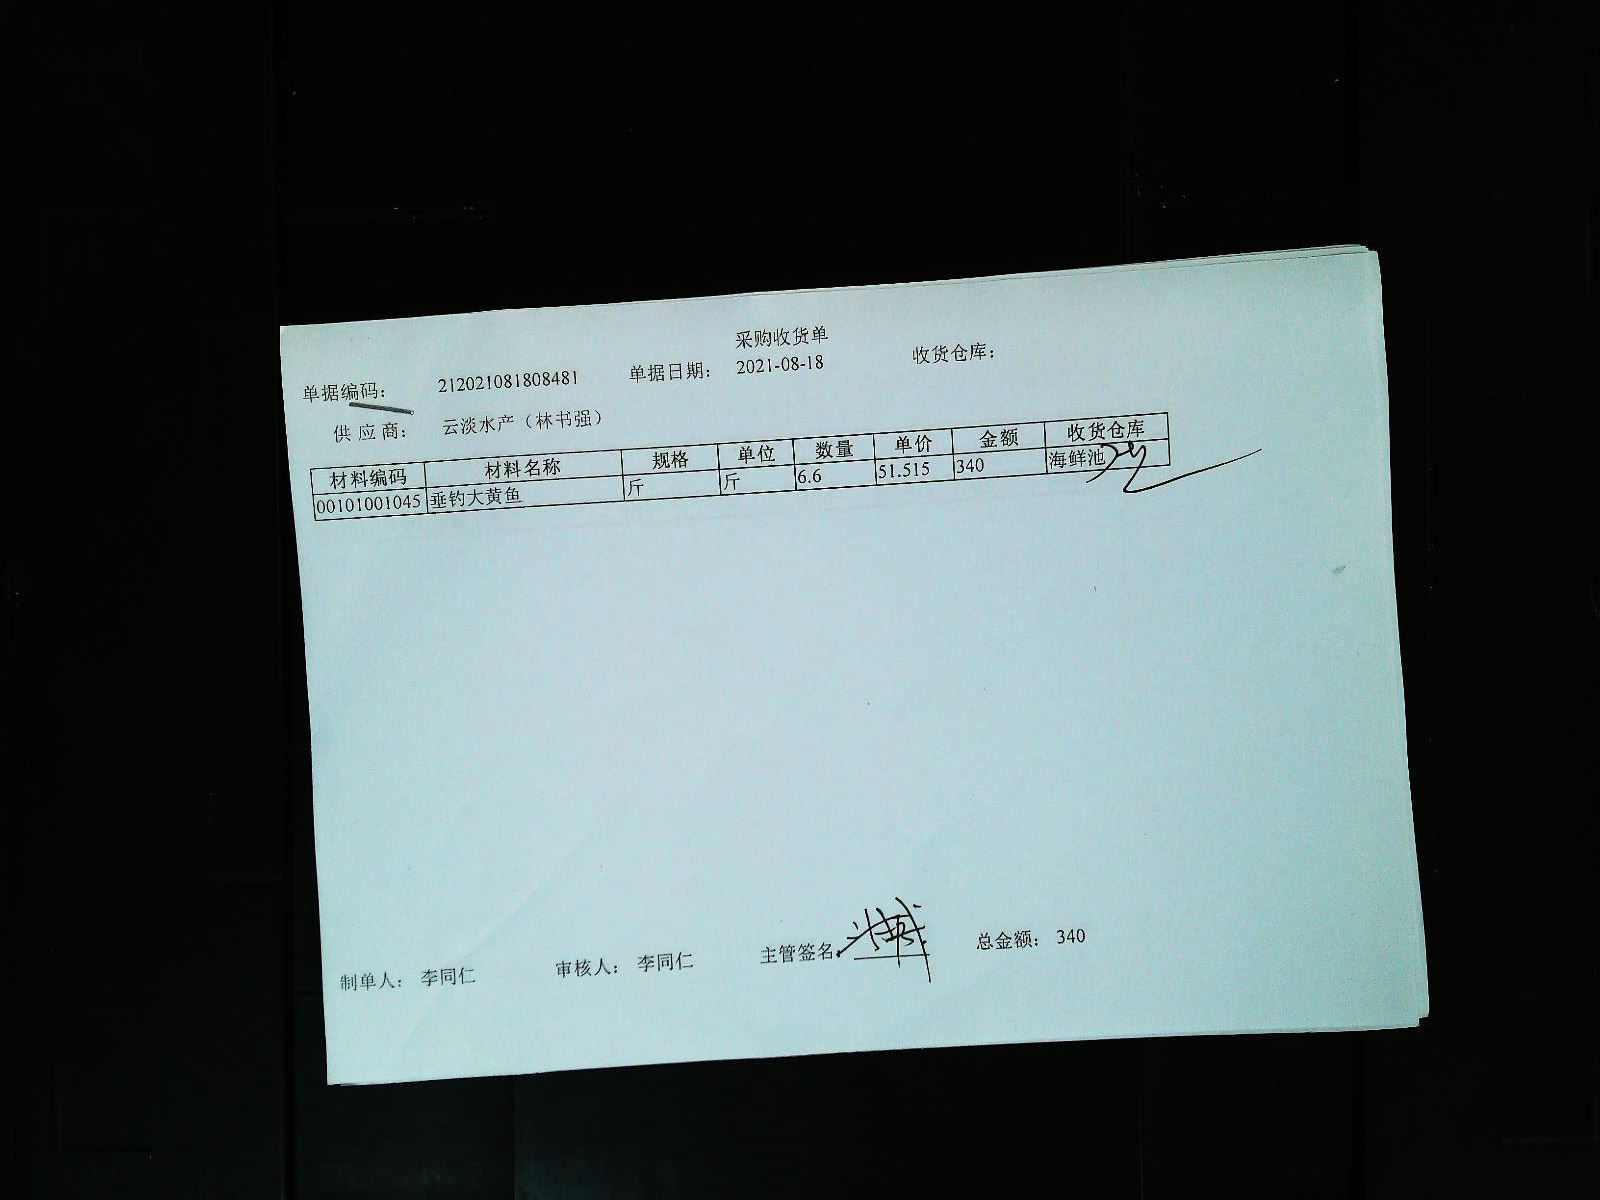 采购收货单
单据编码： 212021081808481 单据日期： 2021-08-18 收货仓库：
供应商： 云淡水产（林书强）
材料编码 材料名称 规格 单位 数量 单价 金额 收货仓库
00101001045 垂钓大黄鱼 斤 斤 6.6 51.515 340 海鲜池
制单人： 李同仁 审核人： 李同仁 主管签名 总金额： 340